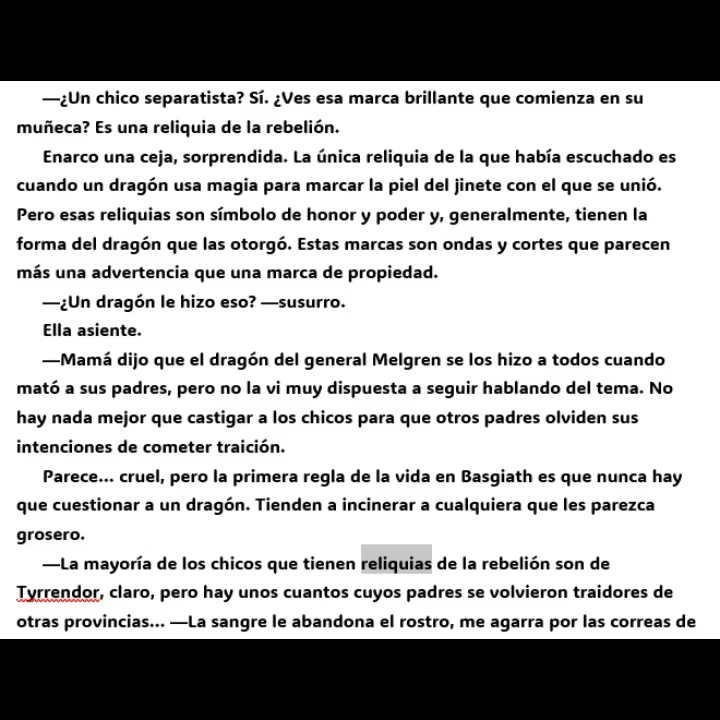 —¿Un chico separatista? Sí. ¿Ves esa marca brillante que comienza en su
muñeca? Es una reliquia de la rebelión.
Enarco una ceja, sorprendida. La única reliquia de la que había escuchado es
cuando un dragón usa magia para marcar la piel del jinete con el que se unió.
Pero esas reliquias son símbolo de honor y poder y, generalmente, tienen la
forma del dragón que las otorgó. Estas marcas son ondas y cortes que parecen
más una advertencia que una marca de propiedad.
—¿Un dragón le hizo eso? —susurro.
Ella asiente.
—Mamá dijo que el dragón del general Melgren se los hizo a todos cuando
mató a sus padres, pero no la vi muy dispuesta a seguir hablando del tema. No
hay nada mejor que castigar a los chicos para que otros padres olviden sus
intenciones de cometer traición.
Parece... cruel, pero la primera regla de la vida en Basgiath es que nunca hay
que cuestionar a un dragón. Tienden a incinerar a cualquiera que les parezca
grosero.
—La mayoría de los chicos que tienen reliquias de la rebelión son de
Tyrrendor, claro, pero hay unos cuantos cuyos padres se volvieron traidores de
otras provincias... —La sangre le abandona el rostro, me agarra por las correas de